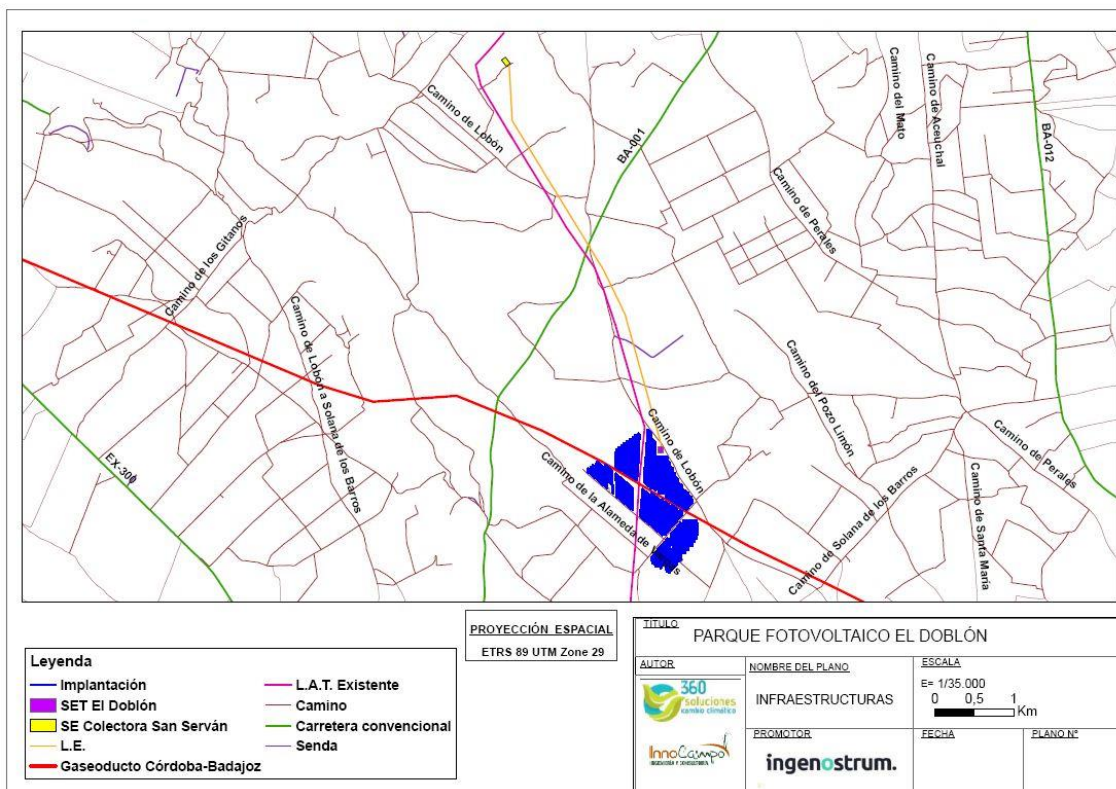 Camino de Lobón
BA-001
Camino del Mato
Camino de Aceuchal
BA-012
Camino de Perales
Camino de los Gitanos
Camino de Lobón a Solana de los Barros
Camino del Pozo Limón
Camino de Lobón
Camino de Perales
EX-300
Camino de la Alameda de
Camino de Solana de los Barros
Camino de Santa Maria
PROYECCIÓN ESPACIAL
ETRS 89 UTM Zone 29
Leyenda
Implantación
SET El Doblón
SE Colectora San Serván
L.E.
Gaseoducto Córdoba-Badajoz
L.A.T. Existente
Camino
Carretera convencional
Senda
TITULO
PARQUE FOTOVOLTAICO EL DOBLÓN
AUTOR
360
soluciones
cambio climático
InnoCampo
NOMBRE DEL PLANO
INFRAESTRUCTURAS
ESCALA
E= 1/35.000
0 0,5 1
Km
PROMOTOR
ingenostrum.
FECHA
PLANO Nº